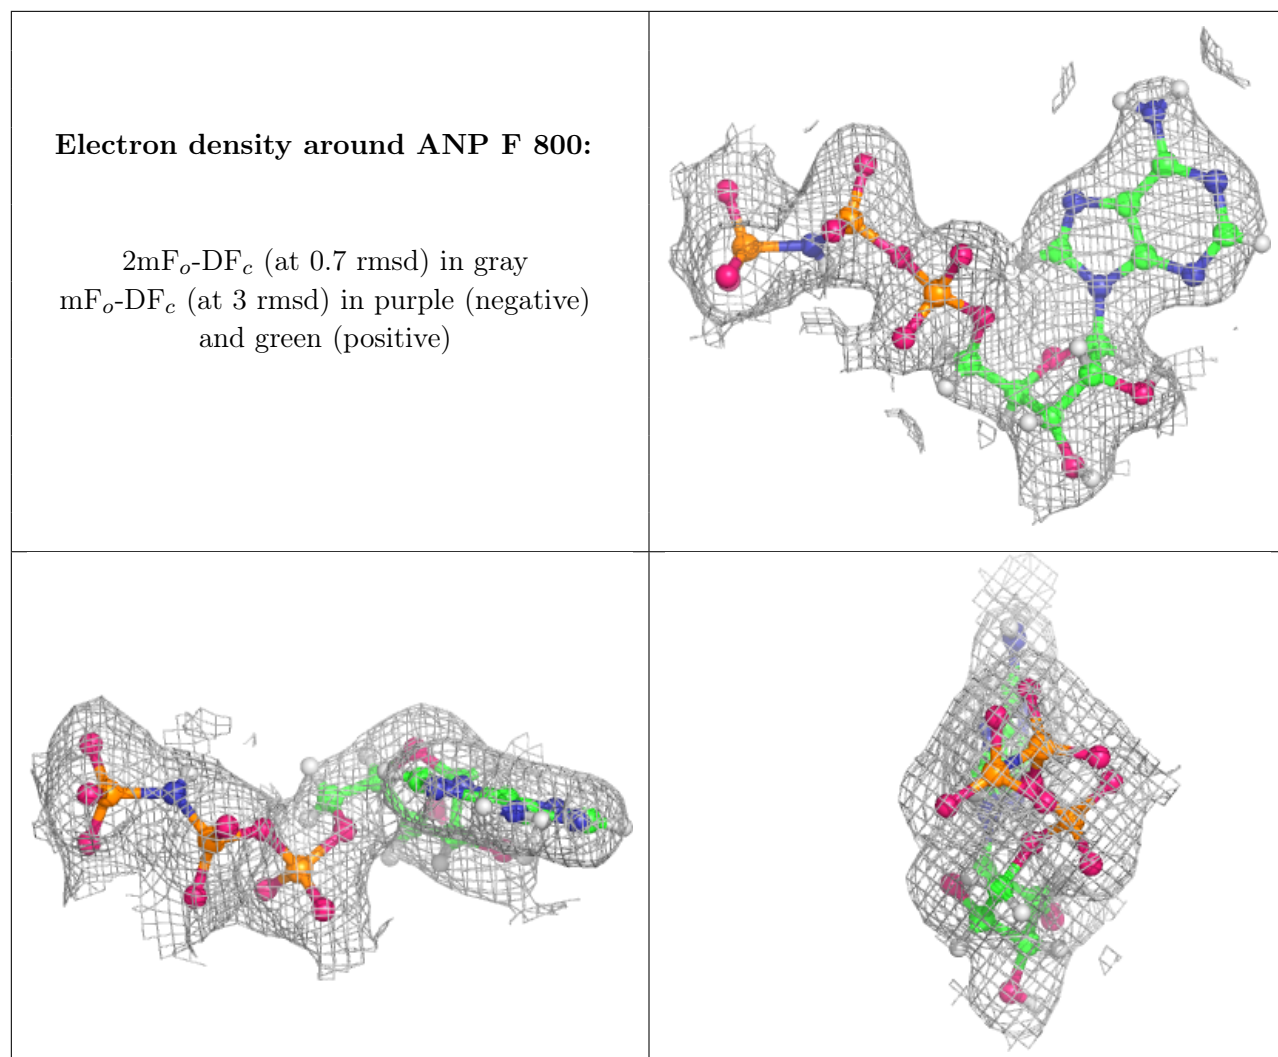 Electron density around ANP F 800:
2mFₒ-DF𝒸 (at 0.7 rmsd) in gray
mFₒ-DF𝒸 (at 3 rmsd) in purple (negative)
and green (positive)